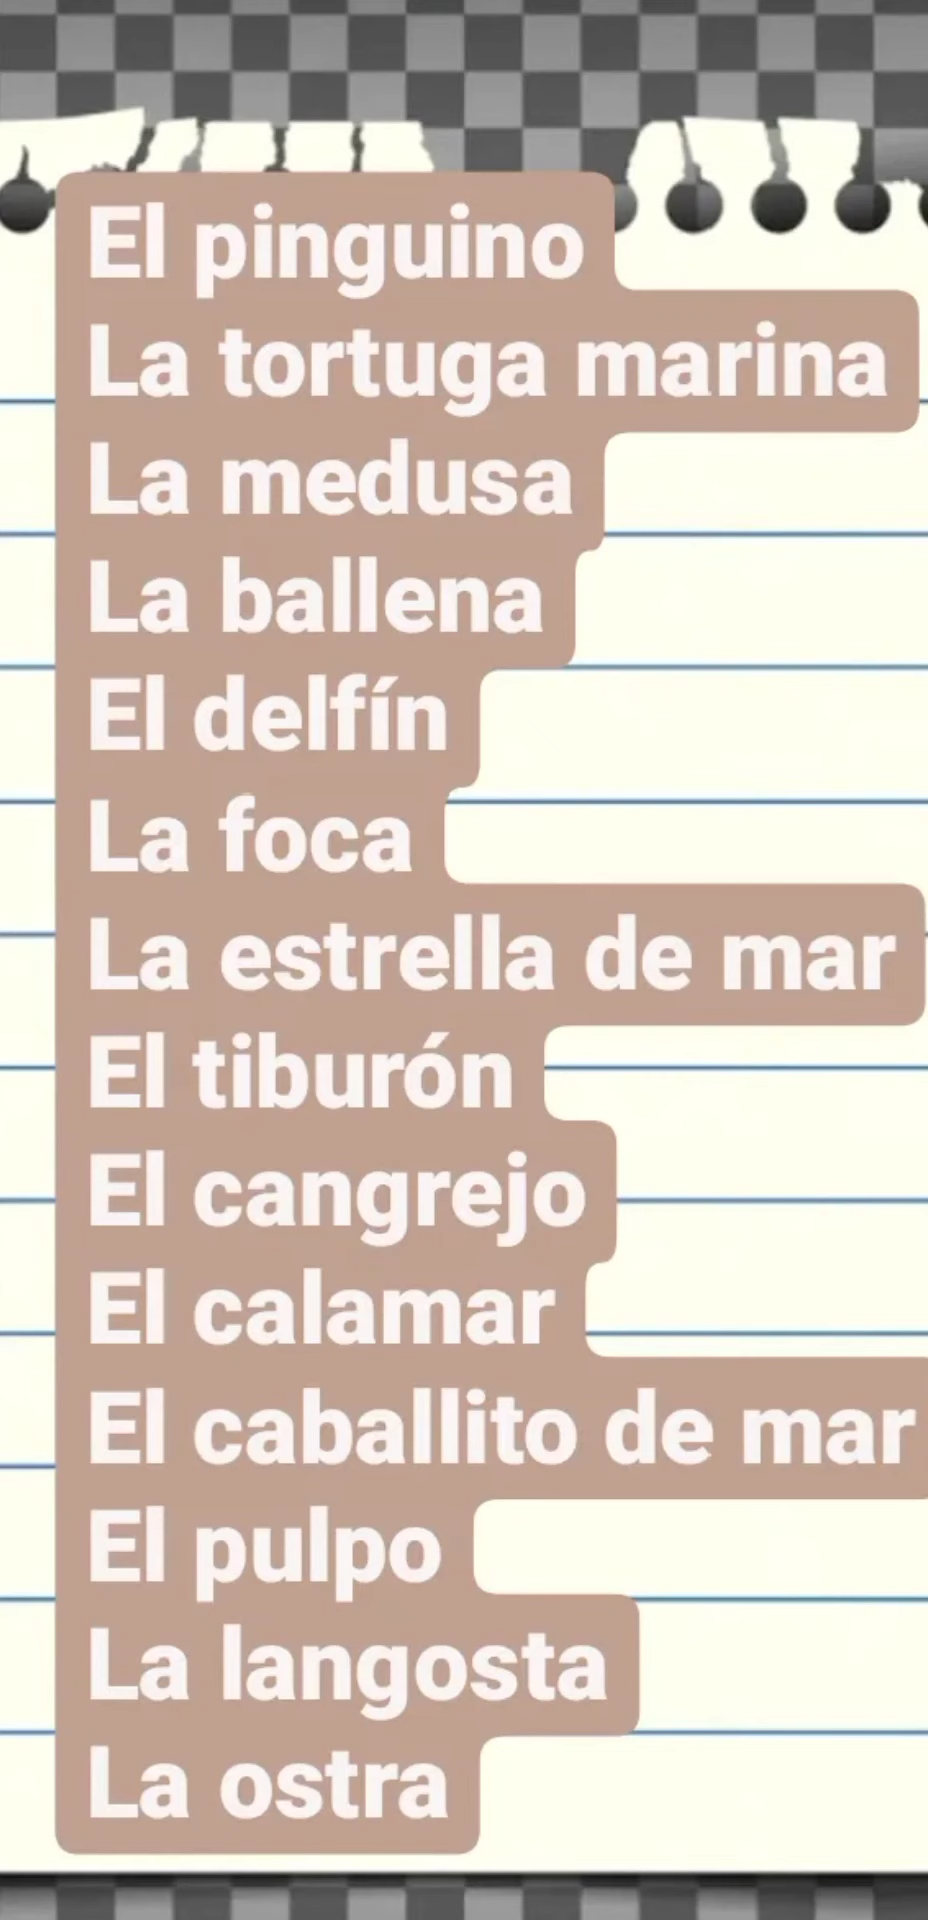 El pinguino
La tortuga marina
La medusa
La ballena
El delfín
La foca
La estrella de mar
El tiburón
El cangrejo
El calamar
El caballito de mar
El pulpo
La langosta
La ostra